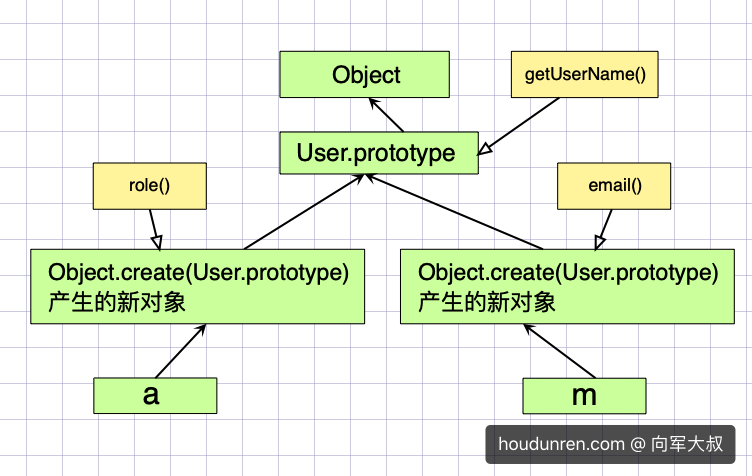 Object
getUserName()
User.prototype
role()
email()
Object.create(User.prototype)
产生的新对象
Object.create(User.prototype)
产生的新对象
a
m
houdunren.com @ 向军大叔